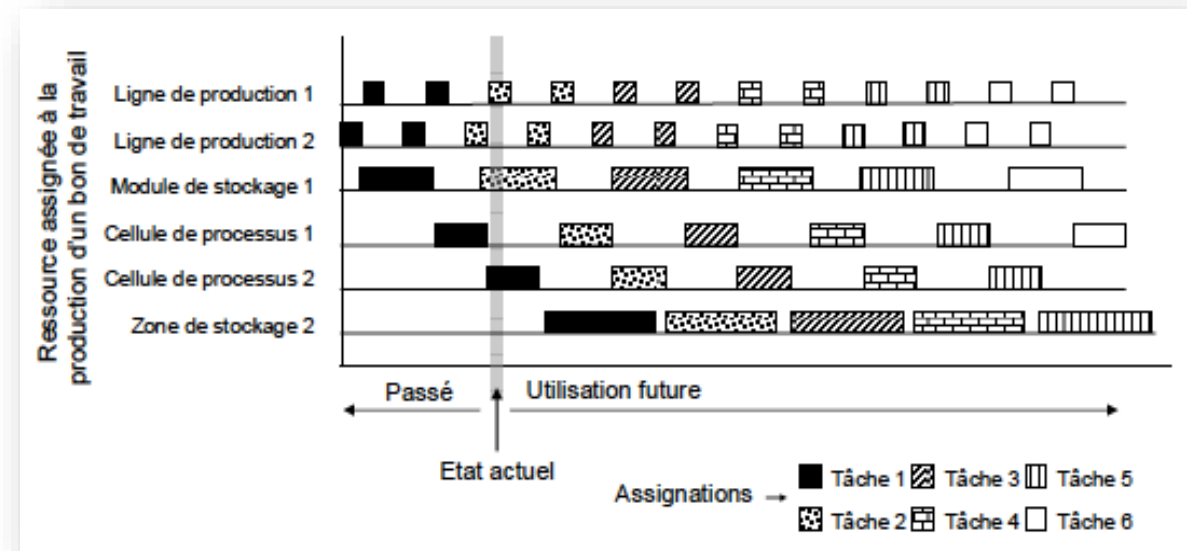 Ressource assignée à la
production d'un bon de travail
Ligne de production 1
Ligne de production 2
Module de stockage 1
Cellule de processus 1
Cellule de processus 2
Zone de stockage 2
Passé
Utilisation future
Etat actuel
Assignations
Tâche 1
Tâche 3
Tâche 5
Tâche 2
Tâche 4
Tâche 6